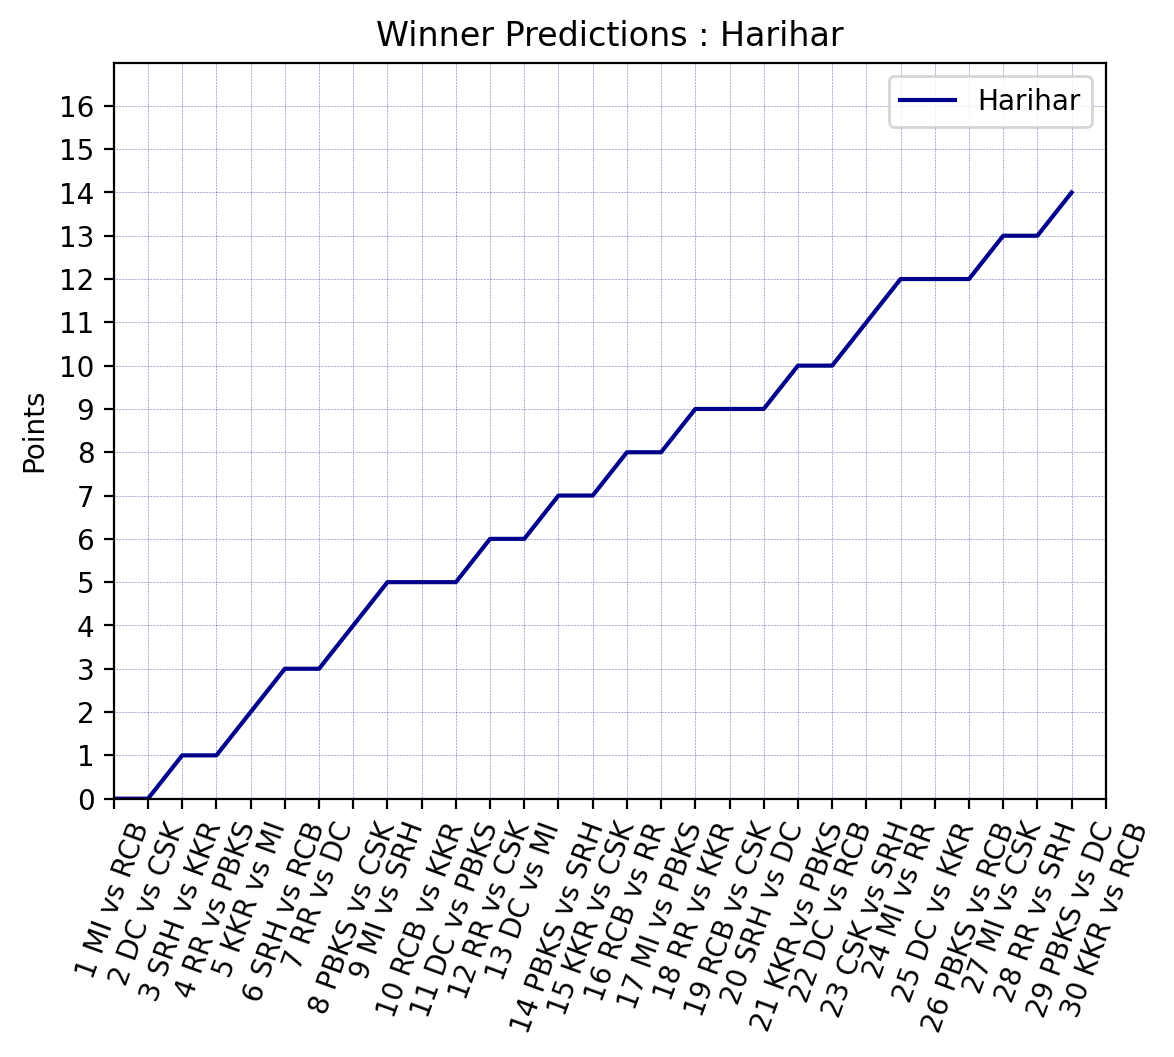 Winner Predictions : Harihar
Harihar
Points
16
15
14
13
12
11
10
9
8
7
6
5
4
3
2
1
0
1 MI vs RCB
2 DC vs CSK
3 SRH vs KKR
4 RR vs PBKS
5 KKR vs MI
6 SRH vs RCB
7 RR vs DC
8 PBKS vs CSK
9 MI vs SRH
10 RCB vs KKR
11 DC vs PBKS
12 RR vs CSK
13 DC vs MI
14 PBKS vs SRH
15 KKR vs CSK
16 RCB vs RR
17 MI vs PBKS
18 RR vs KKR
19 RCB vs CSK
20 SRH vs DC
21 KKR vs PBKS
22 DC vs RCB
23 CSK vs SRH
24 MI vs RR
25 DC vs KKR
26 PBKS vs RCB
27 MI vs CSK
28 RR vs SRH
29 PBKS vs DC
30 KKR vs RCB